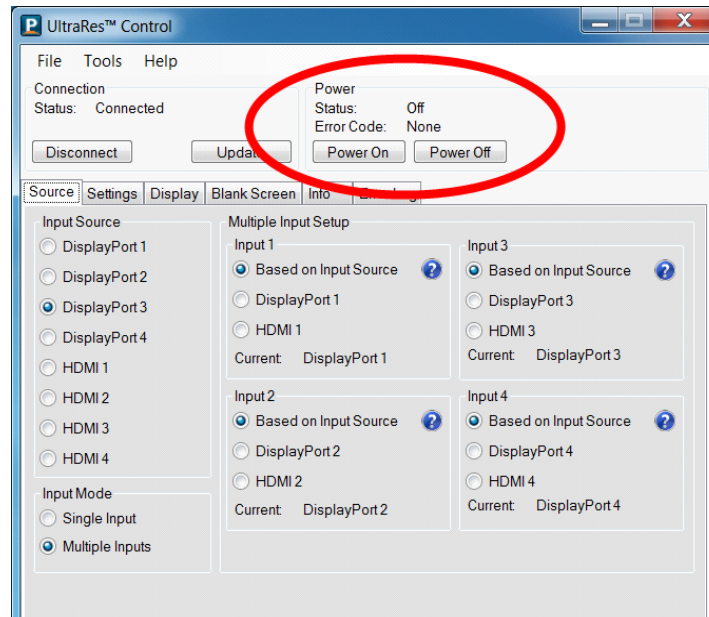 P UltraRes™ Control
File Tools Help
Connection
Status: Connected
Disconnect
Power
Status: Off
Error Code: None
Power On Power Off
Source Settings Display Blank Screen Info
Input Source
DisplayPort 1
DisplayPort 2
DisplayPort 3
DisplayPort 4
HDMI 1
HDMI 2
HDMI 3
HDMI 4
Input Mode
Single Input
Multiple Inputs
Multiple Input Setup
Input 1
Based on Input Source ?
DisplayPort 1
HDMI 1
Current: DisplayPort 1
Input 2
Based on Input Source ?
DisplayPort 2
HDMI 2
Current: DisplayPort 2
Input 3
Based on Input Source ?
DisplayPort 3
HDMI 3
Current: DisplayPort 3
Input 4
Based on Input Source ?
DisplayPort 4
HDMI 4
Current: DisplayPort 4